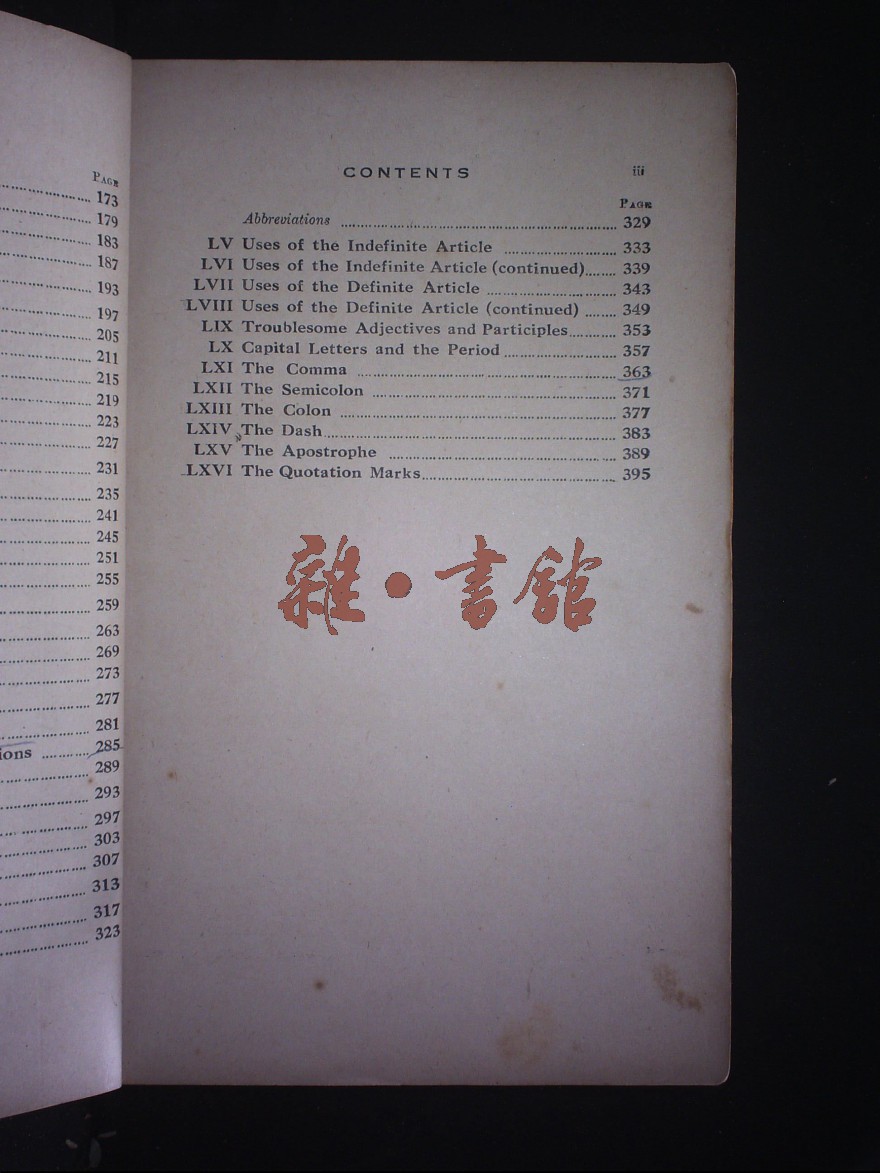 PAGE
173
179
183
187
193
197
205
211
215
219
223
227
231
235
241
245
251
255
259
263
269
273
277
281
ions 285
289
293
297
303
307
313
317
323
CONTENTS iii
PAGE
Abbreviations 329
LV Uses of the Indefinite Article 333
LVI Uses of the Indefinite Article (continued) 339
LVII Uses of the Definite Article 343
LVIII Uses of the Definite Article (continued) 349
LIX Troublesome Adjectives and Participles 353
LX Capital Letters and the Period 357
LXI The Comma 363
LXII The Semicolon 371
LXIII The Colon 377
LXIV The Dash 383
LXV The Apostrophe 389
LXVI The Quotation Marks 395
雜·書館